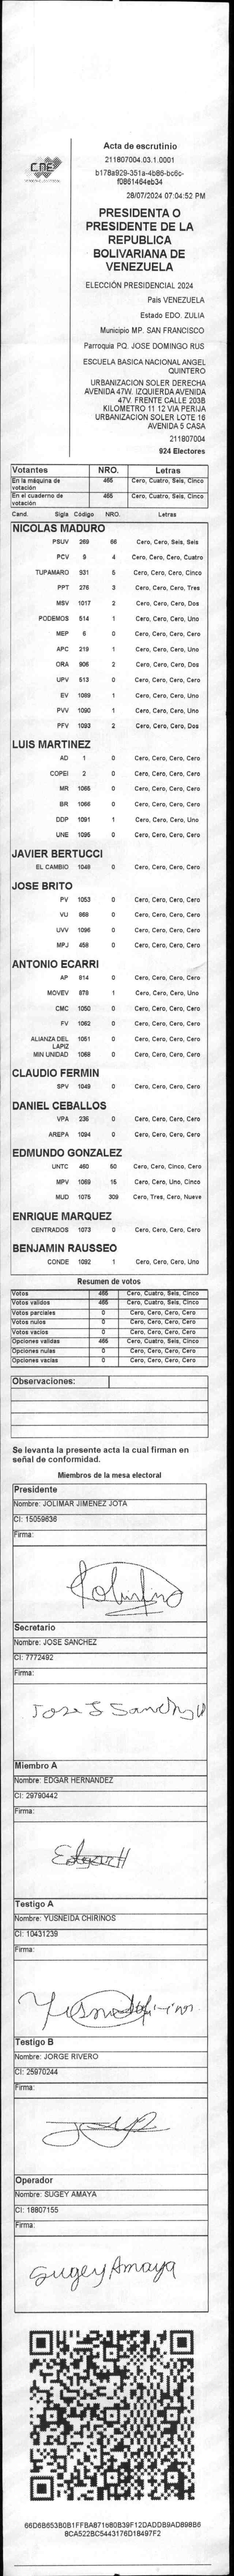 CNE
Acta de escrutinio
211807004.03.1.0001
b178a929-351a-4b86-bc6c-
f0861464eb34
28/07/2024 07:04:52 PM
PRESIDENTA O
PRESIDENTE DE LA
REPUBLICA
BOLIVARIANA DE
VENEZUELA
ELECCIÓN PRESIDENCIAL 2024
País VENEZUELA
Estado EDO. ZULIA
Municipio MP. SAN FRANCISCO
Parroquia PQ. JOSE DOMINGO RUS
ESCUELA BASICA NACIONAL ANGEL
QUINTERO
URBANIZACION SOLER DERECHA
AVENIDA 47W. IZQUIERDA AVENIDA
47V. FRENTE CALLE 203B
KILOMETRO 11 12 VIA PERIJA
URBANIZACION SOLER LOTE 16
AVENIDA 5 CASA
211807004
924 Electores
Votantes NRO. Letras
En la máquina de votación 465 Cero, Cuatro, Seis, Cinco
En el cuaderno de votación 465 Cero, Cuatro, Seis, Cinco
Cand. Sigla Código NRO. Letras
NICOLAS MADURO
PSUV 269 66 Cero, Cero, Seis, Seis
PCV 9 4 Cero, Cero, Cero, Cuatro
TUPAMARO 931 5 Cero, Cero, Cero, Cinco
PPT 276 3 Cero, Cero, Cero, Tres
MSV 1017 2 Cero, Cero, Cero, Dos
PODEMOS 514 1 Cero, Cero, Cero, Uno
MEP 6 0 Cero, Cero, Cero, Cero
APC 219 1 Cero, Cero, Cero, Uno
ORA 906 2 Cero, Cero, Cero, Dos
UPV 513 0 Cero, Cero, Cero, Cero
EV 1089 1 Cero, Cero, Cero, Uno
PVV 1090 1 Cero, Cero, Cero, Uno
PFV 1093 2 Cero, Cero, Cero, Dos
LUIS MARTINEZ
AD 1 0 Cero, Cero, Cero, Cero
COPEI 2 0 Cero, Cero, Cero, Cero
MR 1065 0 Cero, Cero, Cero, Cero
BR 1066 0 Cero, Cero, Cero, Cero
DDP 1091 1 Cero, Cero, Cero, Uno
UNE 1095 0 Cero, Cero, Cero, Cero
JAVIER BERTUCCI
EL CAMBIO 1048 0 Cero, Cero, Cero, Cero
JOSE BRITO
PV 1053 0 Cero, Cero, Cero, Cero
VU 868 0 Cero, Cero, Cero, Cero
UVV 1096 0 Cero, Cero, Cero, Cero
MPJ 458 0 Cero, Cero, Cero, Cero
ANTONIO ECARRI
AP 814 0 Cero, Cero, Cero, Cero
MOVEV 878 1 Cero, Cero, Cero, Uno
CMC 1050 0 Cero, Cero, Cero, Cero
FV 1062 0 Cero, Cero, Cero, Cero
ALIANZA DEL LAPIZ 1051 0 Cero, Cero, Cero, Cero
MIN UNIDAD 1068 0 Cero, Cero, Cero, Cero
CLAUDIO FERMIN
SPV 1049 0 Cero, Cero, Cero, Cero
DANIEL CEBALLOS
VPA 236 0 Cero, Cero, Cero, Cero
AREPA 1094 0 Cero, Cero, Cero, Cero
EDMUNDO GONZALEZ
UNTC 460 50 Cero, Cero, Cinco, Cero
MPV 1069 15 Cero, Cero, Uno, Cinco
MUD 1075 309 Cero, Tres, Cero, Nueve
ENRIQUE MARQUEZ
CENTRADOS 1073 0 Cero, Cero, Cero, Cero
BENJAMIN RAUSSEO
CONDE 1092 1 Cero, Cero, Cero, Uno
Resumen de votos
Votos 465 Cero, Cuatro, Seis, Cinco
Votos validos 465 Cero, Cuatro, Seis, Cinco
Votos parciales 0 Cero, Cero, Cero, Cero
Votos nulos 0 Cero, Cero, Cero, Cero
Votos vacios 0 Cero, Cero, Cero, Cero
Opciones validas 465 Cero, Cuatro, Seis, Cinco
Opciones nulas 0 Cero, Cero, Cero, Cero
Opciones vacias 0 Cero, Cero, Cero, Cero
Observaciones:
Se levanta la presente acta la cual firman en
señal de conformidad.
Miembros de la mesa electoral
Presidente
Nombre: JOLIMAR JIMENEZ JOTA
CI: 15059636
Firma:
Secretario
Nombre: JOSE SANCHEZ
CI: 7772492
Firma:
Jose S Sanchez
Miembro A
Nombre: EDGAR HERNANDEZ
CI: 29790442
Firma:
Edgar H
Testigo A
Nombre: YUSNEIDA CHIRINOS
CI: 10431239
Firma:
Testigo B
Nombre: JORGE RIVERO
CI: 25970244
Firma:
Operador
Nombre: SUGEY AMAYA
CI: 18807155
Firma:
Sugey Amaya
66D6B653B0B1FFBA871b80B39F12DADDB9AD898B6
8CA522BC5443176D18497F2